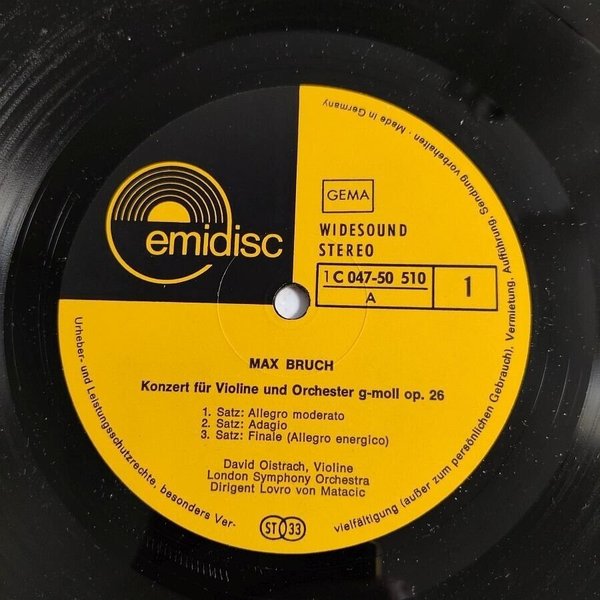 emidisc
GEMA
WIDESOUND
STEREO
1 C 047-50 510
A
1
MAX BRUCH
Konzert für Violine und Orchester g-moll op. 26
1. Satz: Allegro moderato
2. Satz: Adagio
3. Satz: Finale (Allegro energico)
David Oistrach, Violine
London Symphony Orchestra
Dirigent Lovro von Matacic
ST 33
Urheber- und Leistungsschutzrechte, besonders Ver-
vielfältigung (außer zum persönlichen Gebrauch), Vermietung, Aufführung, Sendung vorbehalten · Made in Germany